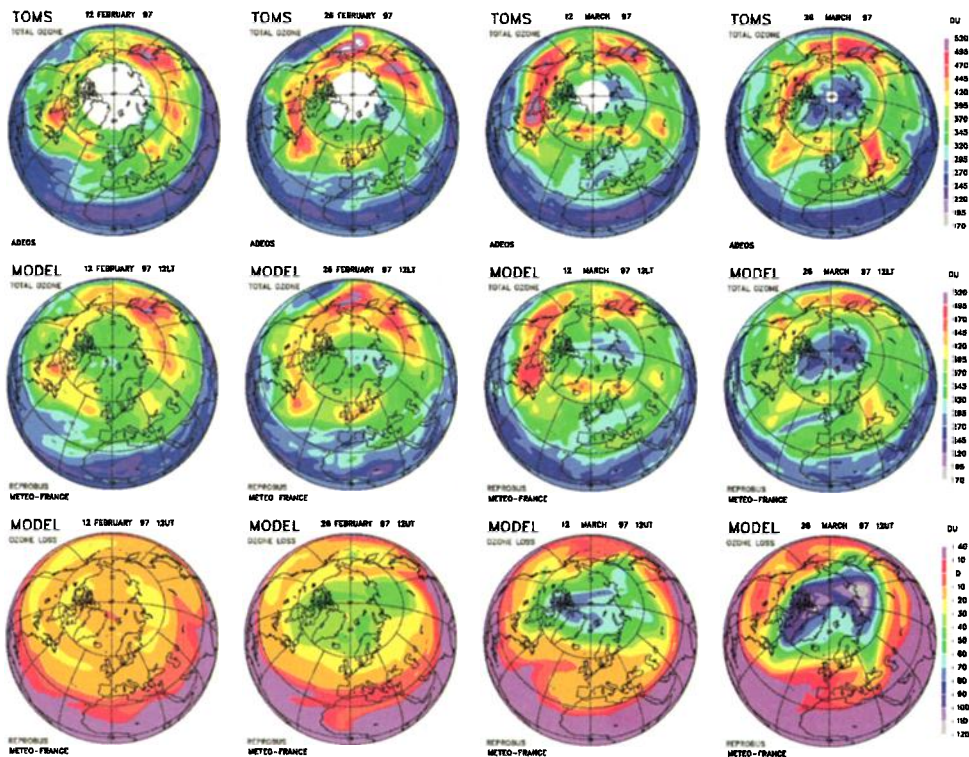 TOMS 12 FEBRUARY 97
TOTAL OZONE
ADEOS
TOMS 26 FEBRUARY 97
TOTAL OZONE
ADEOS
TOMS 12 MARCH 97
TOTAL OZONE
ADEOS
TOMS 26 MARCH 97
TOTAL OZONE
ADEOS
DU
520
495
470
445
420
395
370
345
320
295
270
245
220
195
170
MODEL 12 FEBRUARY 97 12LT
TOTAL OZONE
REPROBUS
METEO-FRANCE
MODEL 26 FEBRUARY 97 12LT
TOTAL OZONE
REPROBUS
METEO FRANCE
MODEL 12 MARCH 97 12LT
TOTAL OZONE
REPROBUS
METEO-FRANCE
MODEL 26 MARCH 97 12LT
TOTAL OZONE
REPROBUS
METEO-FRANCE
DU
MODEL 12 FEBRUARY 97 12UT
OZONE LOSS
REPROBUS
METEO-FRANCE
MODEL 26 FEBRUARY 97 12UT
OZONE LOSS
REPROBUS
METEO-FRANCE
MODEL 12 MARCH 97 12UT
OZONE LOSS
REPROBUS
METEO-FRANCE
MODEL 26 MARCH 97 12UT
OZONE LOSS
REPROBUS
METEO-FRANCE
DU
40
10
0
- 10
- 20
- 30
- 50
- 60
- 70
- 80
- 90
- 100
- 110
- 120